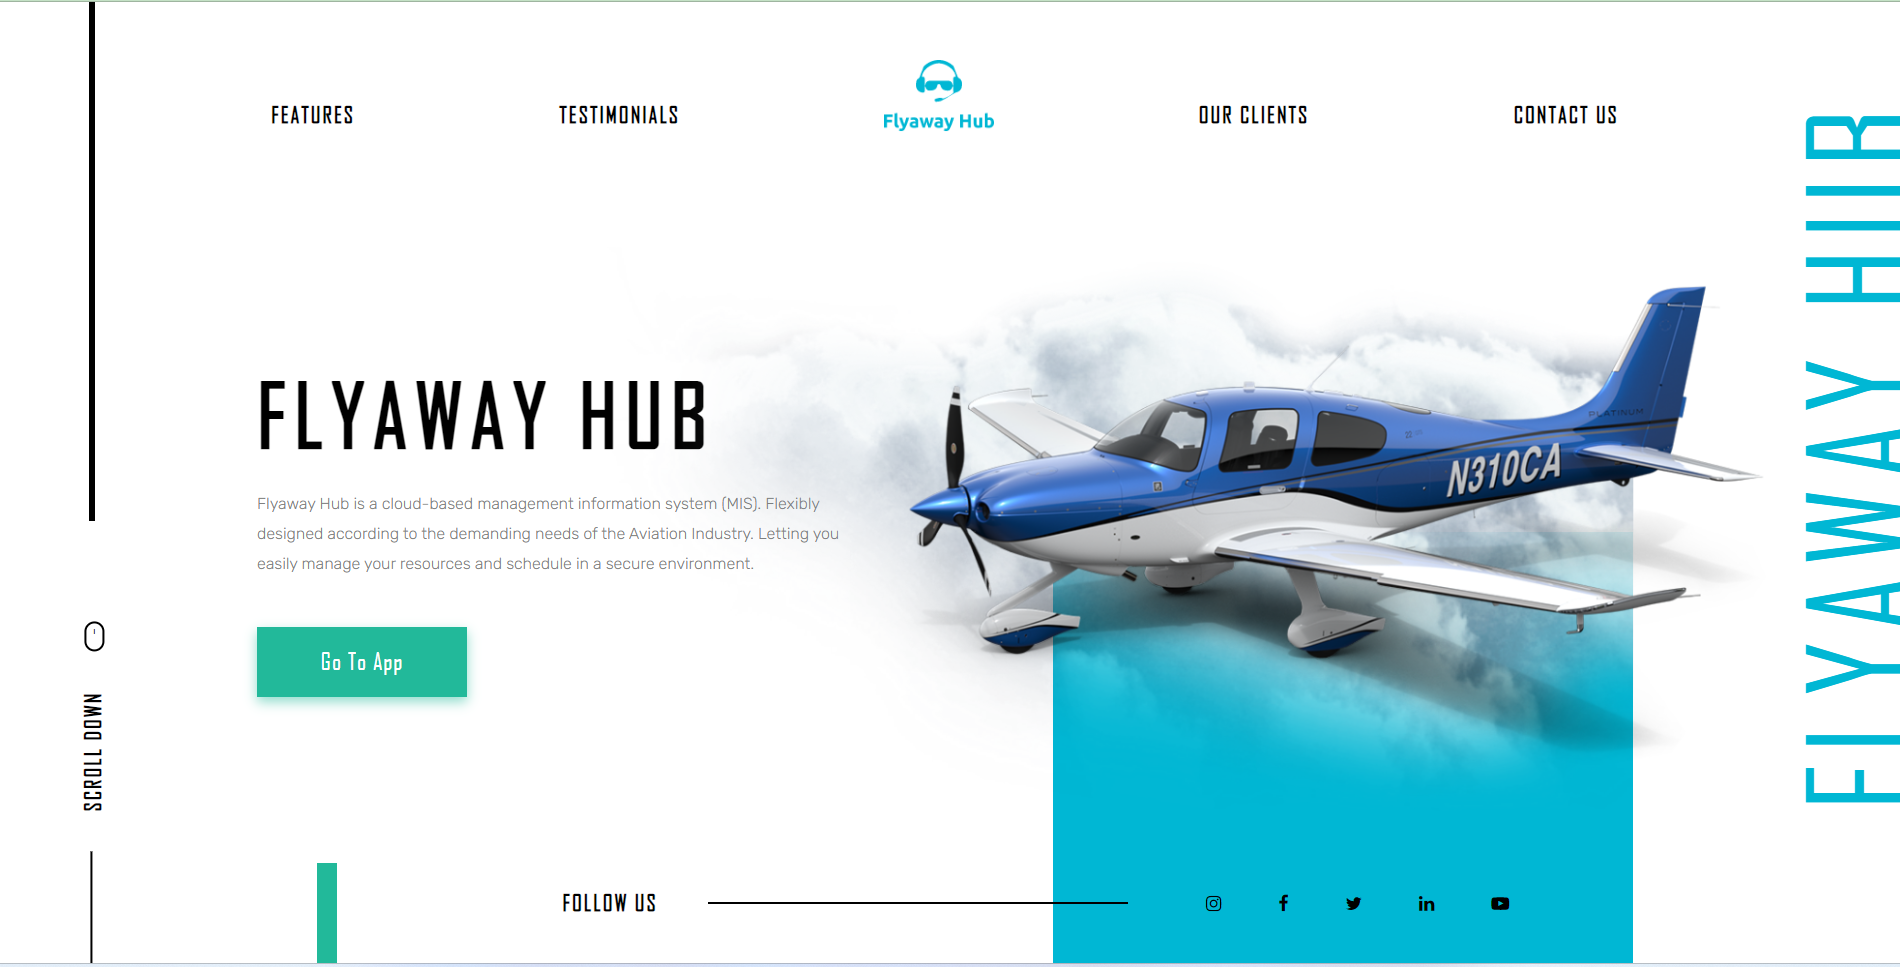 FEATURES
TESTIMONIALS
Flyaway Hub
OUR CLIENTS
CONTACT US
FLYAWAY HUB
Flyaway Hub is a cloud-based management information system (MIS). Flexibly
designed according to the demanding needs of the Aviation Industry. Letting you
easily manage your resources and schedule in a secure environment.
Go To App
PLATINUM
N310CA
SCROLL DOWN
FOLLOW US
FLYAWAY HUB